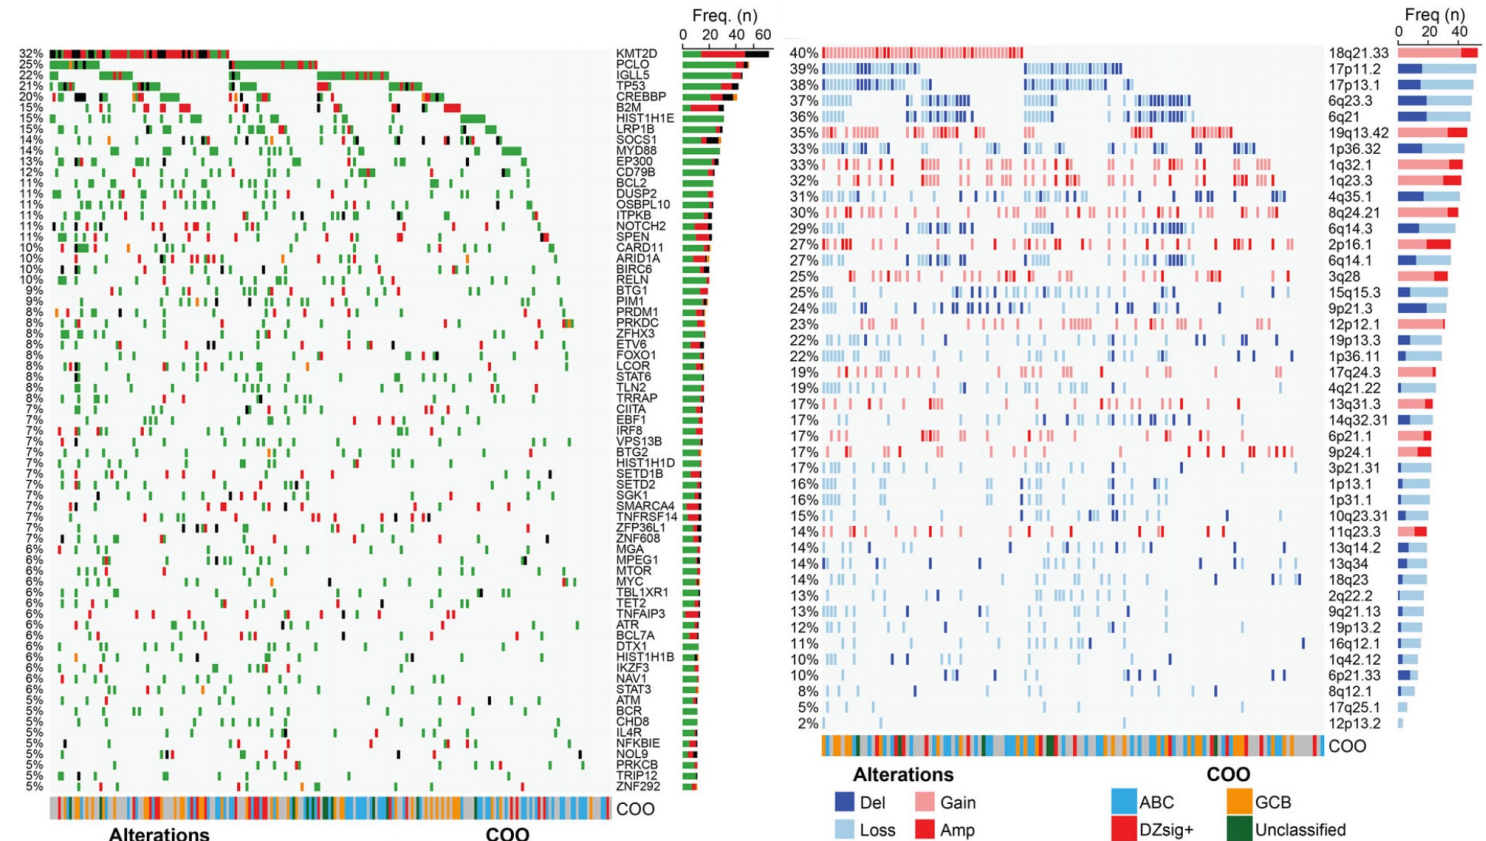 Freq. (n)
0 20 40 60
32% KMT2D
25% PCLO
22% IGLL5
21% TP53
20% CREBBP
15% B2M
15% HIST1H1E
15% LRP1B
14% SOCS1
14% MYD88
13% EP300
12% CD79B
11% BCL2
11% DUSP2
11% OSBPL10
11% ITPKB
11% NOTCH2
11% SPEN
10% CARD11
10% ARID1A
10% BIRC6
10% RELN
9% BTG1
9% PIM1
8% PRDM1
8% PRKDC
8% ZFHX3
8% ETV6
8% FOXO1
8% LCOR
8% STAT6
8% TLN2
8% TRRAP
7% CIITA
7% EBF1
7% IRF8
7% VPS13B
7% BTG2
7% HIST1H1D
7% SETD1B
7% SETD2
7% SGK1
7% SMARCA4
7% TNFRSF14
7% ZFP36L1
7% ZNF608
6% MGA
6% MPEG1
6% MTOR
6% MYC
6% TBL1XR1
6% TET2
6% TNFAIP3
6% ATR
6% BCL7A
6% DTX1
6% HIST1H1B
6% IKZF3
6% NAV1
6% STAT3
5% ATM
5% BCR
5% CHD8
5% IL4R
5% NFKBIE
5% NOL9
5% PRKCB
5% TRIP12
5% ZNF292
COO
Alterations COO
Freq (n)
0 20 40
40% 18q21.33
39% 17p11.2
38% 17p13.1
37% 6q23.3
36% 6q21
35% 19q13.42
33% 1p36.32
33% 1q32.1
32% 1q23.3
31% 4q35.1
30% 8q24.21
29% 6q14.3
27% 2p16.1
27% 6q14.1
25% 3q28
25% 15q15.3
24% 9p21.3
23% 12p12.1
22% 19p13.3
22% 1p36.11
19% 17q24.3
19% 4q21.22
17% 13q31.3
17% 14q32.31
17% 6p21.1
17% 9p24.1
17% 3p21.31
16% 1p13.1
16% 1p31.1
15% 10q23.31
14% 11q23.3
14% 13q14.2
14% 13q34
14% 18q23
13% 2q22.2
13% 9q21.13
12% 19p13.2
11% 16q12.1
10% 1q42.12
10% 6p21.33
8% 8q12.1
5% 17q25.1
2% 12p13.2
COO
Alterations COO
Del Gain ABC GCB
Loss Amp DZsig+ Unclassified